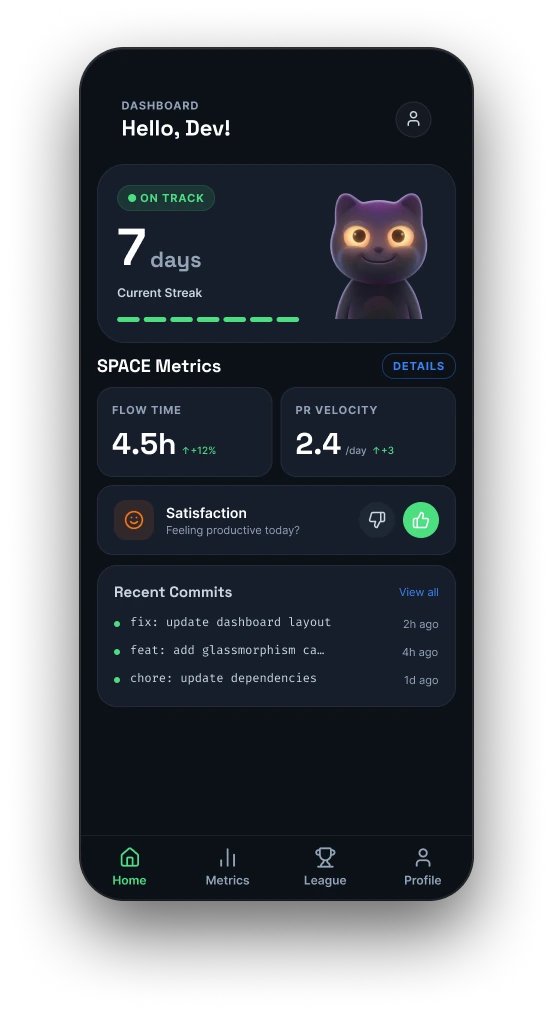 DASHBOARD
Hello, Dev!
ON TRACK
7 days
Current Streak
SPACE Metrics
DETAILS
FLOW TIME
4.5h ↑+12%
PR VELOCITY
2.4 /day ↑+3
Satisfaction
Feeling productive today?
Recent Commits
View all
fix: update dashboard layout
2h ago
feat: add glassmorphism ca…
4h ago
chore: update dependencies
1d ago
Home
Metrics
League
Profile